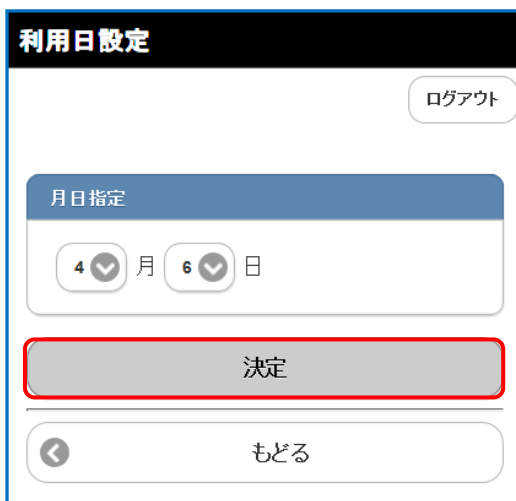 利用日設定
ログアウト
月日指定
4 月 6 日
決定
もどる